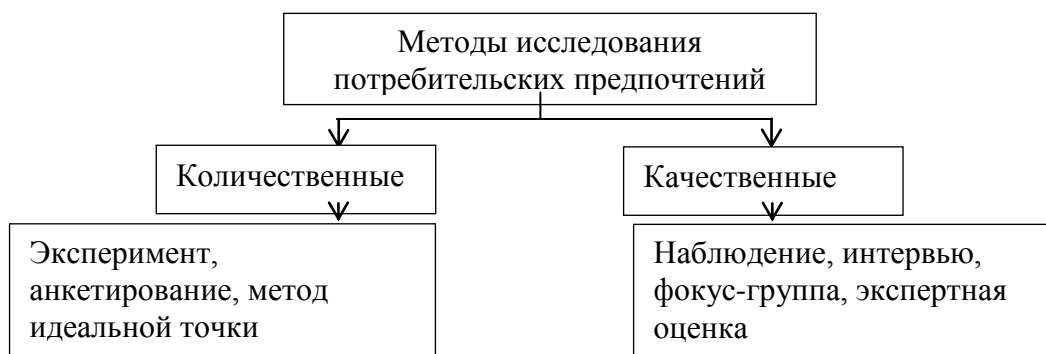 Методы исследования
потребительских предпочтений
Количественные
Качественные
Эксперимент,
анкетирование, метод
идеальной точки
Наблюдение, интервью,
фокус-группа, экспертная
оценка